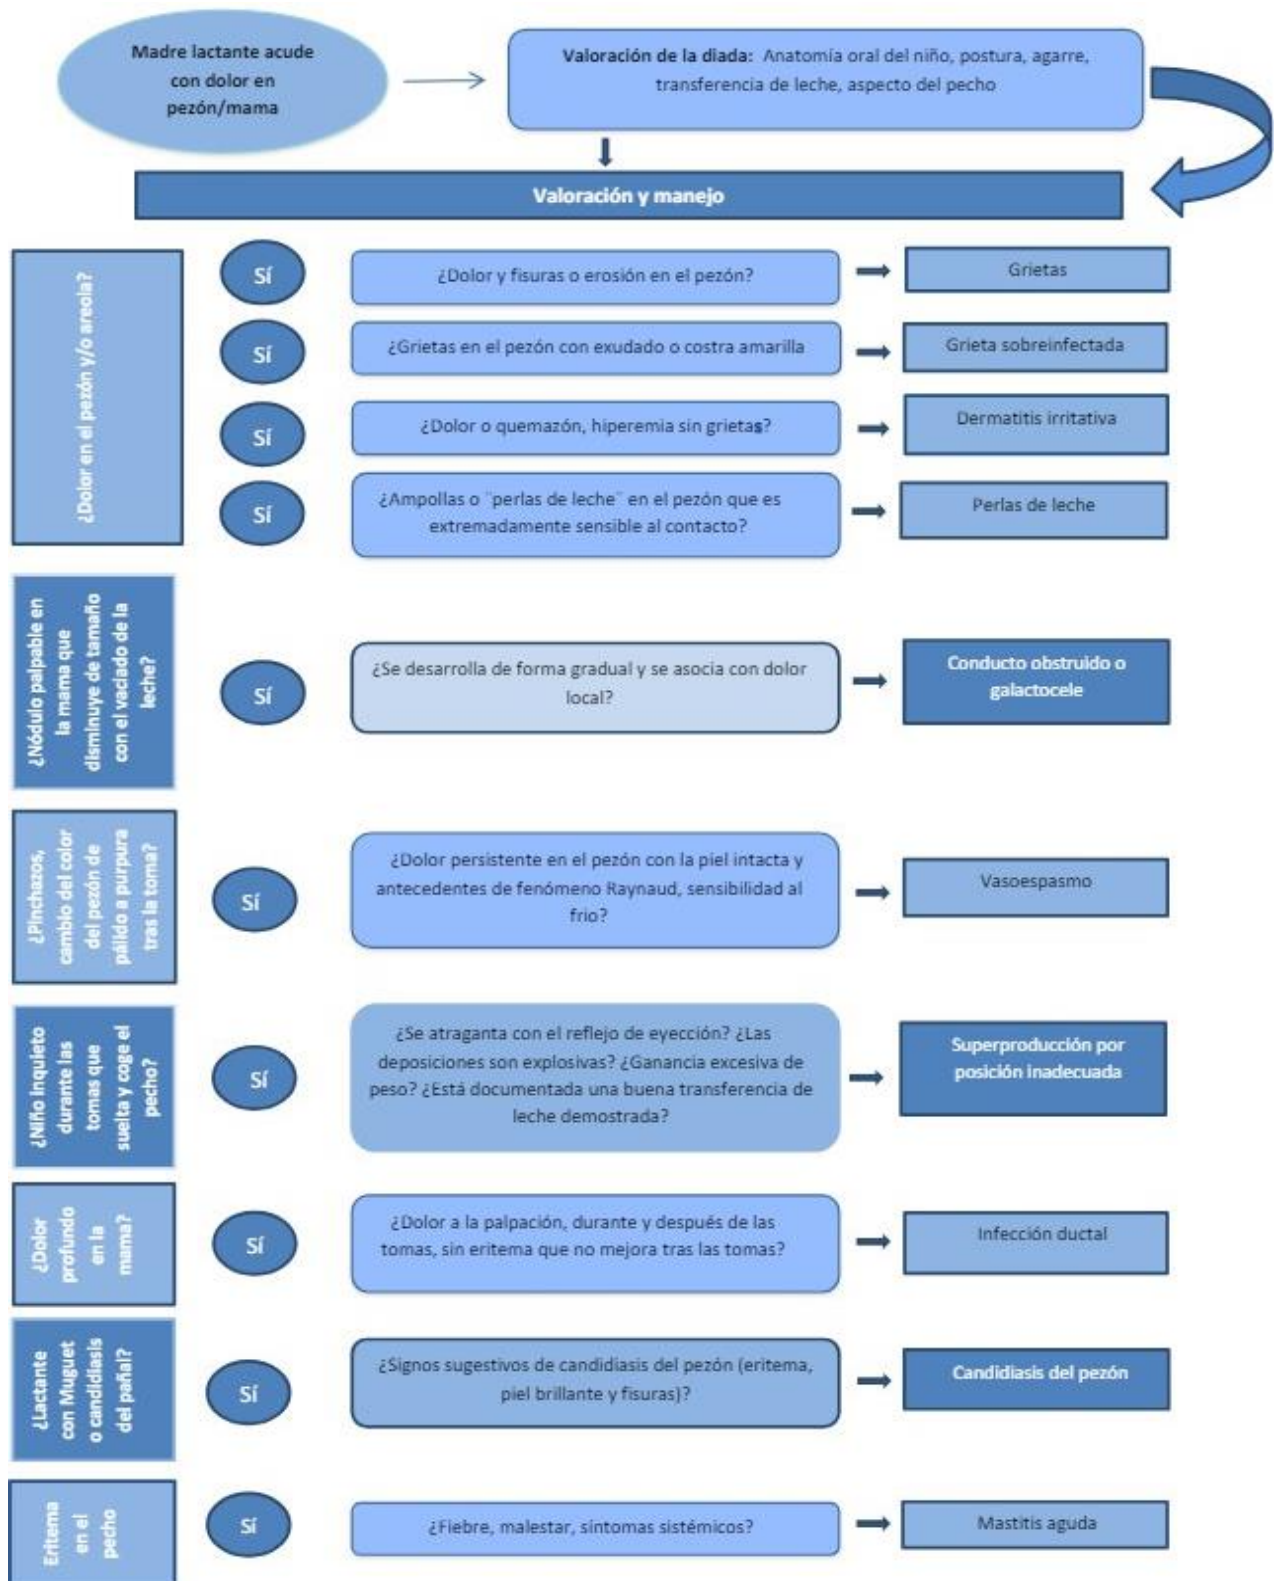 Madre lactante acude
con dolor en
pezón/mama
Valoración de la diada: Anatomía oral del niño, postura, agarre,
transferencia de leche, aspecto del pecho
Valoración y manejo
¿Dolor en el pezón y/o areola?
Sí
¿Dolor y fisuras o erosión en el pezón?
Grietas
Sí
¿Grietas en el pezón con exudado o costra amarilla
Grieta sobreinfectada
Sí
¿Dolor o quemazón, hiperemia sin grietas?
Dermatitis irritativa
Sí
¿Ampollas o ¨perlas de leche¨ en el pezón que es
extremadamente sensible al contacto?
Perlas de leche
¿Nódulo palpable en
la mama que
disminuye de tamaño
con el vaciado de la
leche?
Sí
¿Se desarrolla de forma gradual y se asocia con dolor
local?
Conducto obstruido o
galactocele
¿Pinchazos,
cambio del color
del pezón de
pálido a purpura
tras la toma?
Sí
¿Dolor persistente en el pezón con la piel intacta y
antecedentes de fenómeno Raynaud, sensibilidad al
frio?
Vasoespasmo
¿Niño inquieto
durante las
tomas que
suelta y coge el
pecho?
Sí
¿Se atraganta con el reflejo de eyección? ¿Las
deposiciones son explosivas? ¿Ganancia excesiva de
peso? ¿Está documentada una buena transferencia de
leche demostrada?
Superproducción por
posición inadecuada
¿Dolor
profundo
en la
mama?
Sí
¿Dolor a la palpación, durante y después de las
tomas, sin eritema que no mejora tras las tomas?
Infección ductal
¿Lactante
con Muguet
o candidiasis
del pañal?
Sí
¿Signos sugestivos de candidiasis del pezón (eritema,
piel brillante y fisuras)?
Candidiasis del pezón
Eritema
en el
pecho
Sí
¿Fiebre, malestar, síntomas sistémicos?
Mastitis aguda